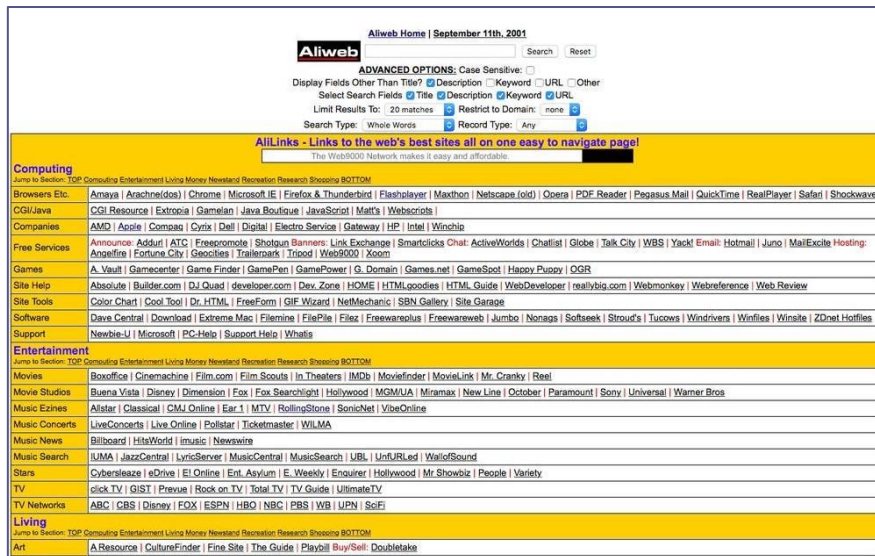 Aliweb Home | September 11th, 2001
Aliweb Search Reset
ADVANCED OPTIONS: Case Sensitive:
Display Fields Other Than Title? Description Keyword URL Other
Select Search Fields Title Description Keyword URL
Limit Results To: 20 matches Restrict to Domain: none
Search Type: Whole Words Record Type: Any
AliLinks - Links to the web's best sites all on one easy to navigate page!
The Web9000 Network makes it easy and affordable.
Computing
Jump to Section: TOP Computing Entertainment Living Money Newsstand Recreation Research Shopping BOTTOM
Browsers Etc. Amaya | Arachne(dos) | Chrome | Microsoft IE | Firefox & Thunderbird | Flashplayer | Maxthon | Netscape (old) | Opera | PDF Reader | Pegasus Mail | QuickTime | RealPlayer | Safari | Shockwave
CGI/Java CGI Resource | Extropia | Gamelan | Java Boutique | JavaScript | Matt's | Webscripts |
Companies AMD | Apple | Compaq | Cyrix | Dell | Digital | Electro Service | Gateway | HP | Intel | Winchip
Free Services Announce: Addurl | ATC | Freepromote | Shotgun Banners: Link Exchange | Smartclicks Chat: ActiveWorlds | Chatlist | Globe | Talk City | WBS | Yack! Email: Hotmail | Juno | MailExcite Hosting:
Angelfire | Fortune City | Geocities | Trailerpark | Tripod | Web9000 | Xoom
Games A. Vault | Gamecenter | Game Finder | GamePen | GamePower | G. Domain | Games.net | GameSpot | Happy Puppy | OGR
Site Help Absolute | Builder.com | DJ Quad | developer.com | Dev. Zone | HOME | HTMLgoodies | HTML Guide | WebDeveloper | reallybig.com | Webmonkey | Webreference | Web Review
Site Tools Color Chart | Cool Tool | Dr. HTML | FreeForm | GIF Wizard | NetMechanic | SBN Gallery | Site Garage
Software Dave Central | Download | Extreme Mac | Filemine | FilePile | Filez | Freewareplus | Freewareweb | Jumbo | Nonags | Softseek | Stroud's | Tucows | Windrivers | Winfiles | Winsite | ZDnet Hotfiles
Support Newbie-U | Microsoft | PC-Help | Support Help | Whatis
Entertainment
Jump to Section: TOP Computing Entertainment Living Money Newsstand Recreation Research Shopping BOTTOM
Movies Boxoffice | Cinemachine | Film.com | Film Scouts | In Theaters | IMDb | Moviefinder | MovieLink | Mr. Cranky | Reel
Movie Studios Buena Vista | Disney | Dimension | Fox | Fox Searchlight | Hollywood | MGM/UA | Miramax | New Line | October | Paramount | Sony | Universal | Warner Bros
Music Ezines Allstar | Classical | CMJ Online | Ear 1 | MTV | RollingStone | SonicNet | VibeOnline
Music Concerts LiveConcerts | Live Online | Pollstar | Ticketmaster | WILMA
Music News Billboard | HitsWorld | imusic | Newswire
Music Search IUMA | JazzCentral | LyricServer | MusicCentral | MusicSearch | UBL | UnfURLed | WallofSound
Stars Cybersleaze | eDrive | E! Online | Ent. Asylum | E. Weekly | Enquirer | Hollywood | Mr Showbiz | People | Variety
TV click TV | GIST | Prevue | Rock on TV | Total TV | TV Guide | UltimateTV
TV Networks ABC | CBS | Disney | FOX | ESPN | HBO | NBC | PBS | WB | UPN | SciFi
Living
Jump to Section: TOP Computing Entertainment Living Money Newsstand Recreation Research Shopping BOTTOM
Art A Resource | CultureFinder | Fine Site | The Guide | Playbill Buy/Sell: Doubletake